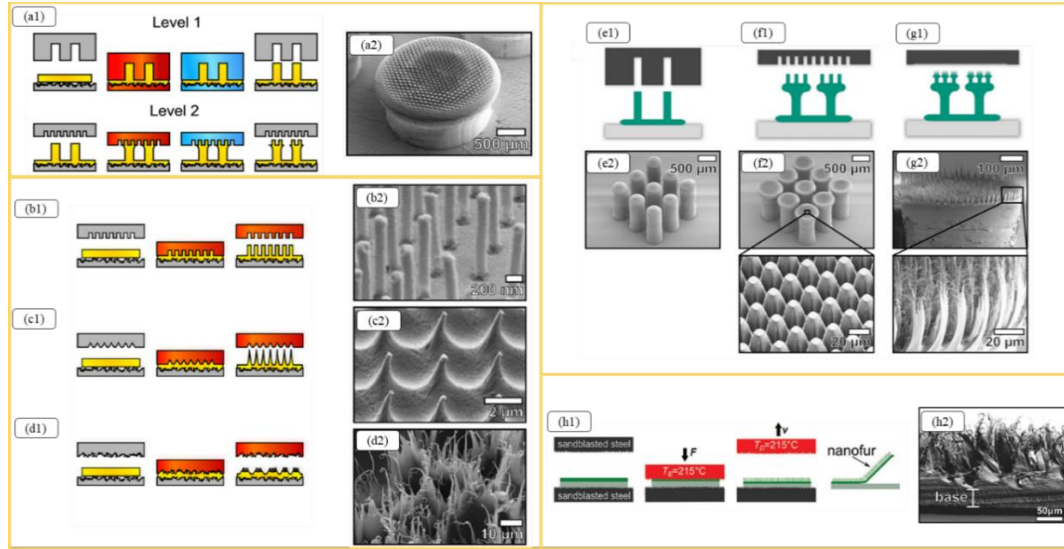 (a1)
Level 1
Level 2
(a2)
500 µm
(b1)
(b2)
200 nm
(c1)
(c2)
2 µm
(d1)
(d2)
10 µm
(e1)
(f1)
(g1)
(e2)
500 µm
(f2)
500 µm
(g2)
100 µm
20 µm
20 µm
(h1)
sandblasted steel
sandblasted steel
F
T_E=215°C
v
T_E=215°C
nanofur
(h2)
base
50µm